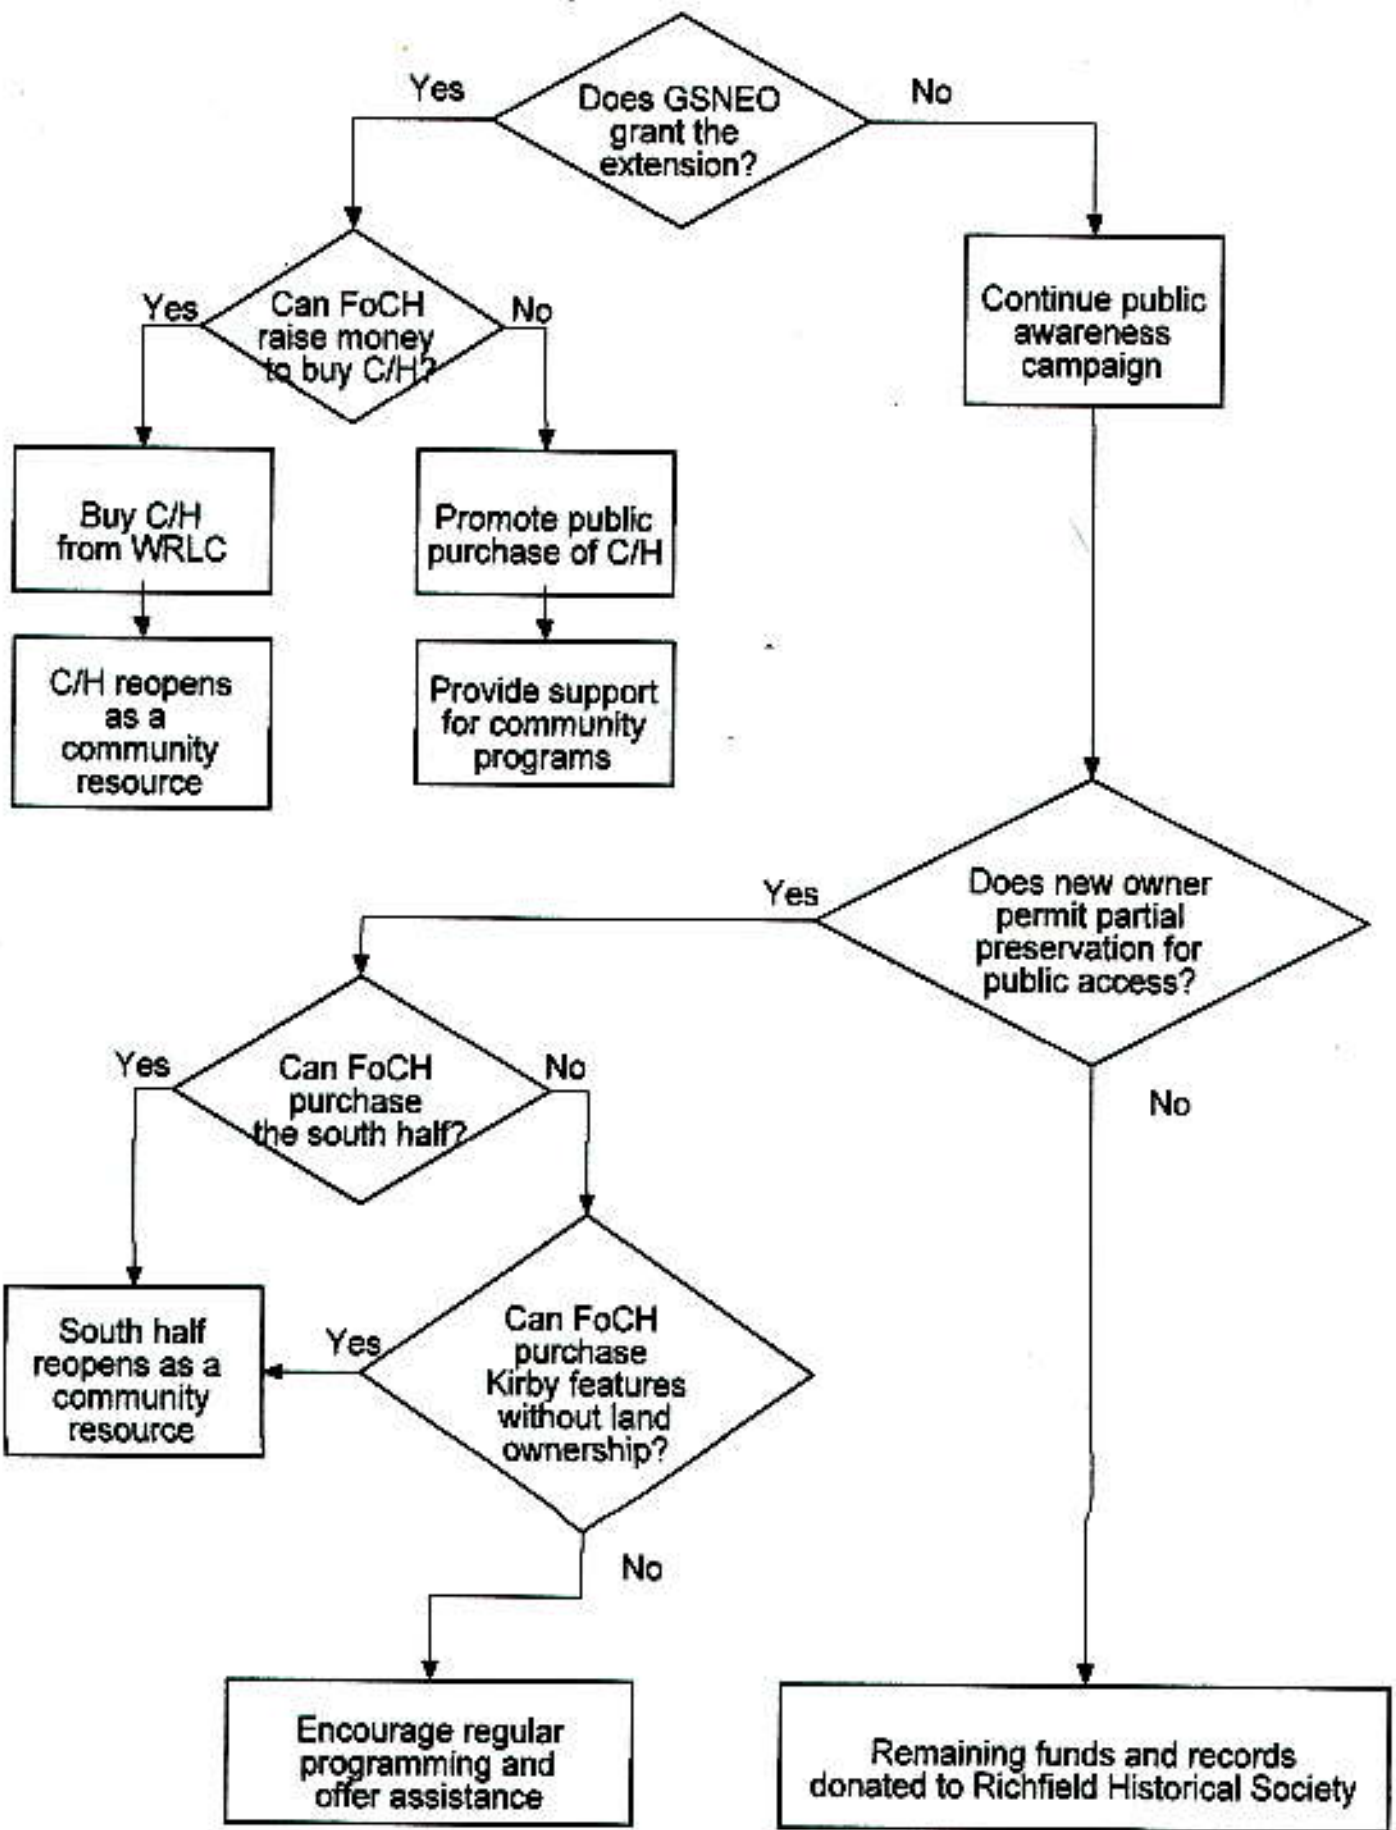 Yes
Does GSNEO
grant the
extension?
No
Yes
Can FoCH
raise money
to buy C/H?
No
Continue public
awareness
campaign
Buy C/H
from WRLC
Promote public
purchase of C/H
C/H reopens
as a
community
resource
Provide support
for community
programs
Yes
Does new owner
permit partial
preservation for
public access?
No
Yes
Can FoCH
purchase
the south half?
No
South half
reopens as a
community
resource
Yes
Can FoCH
purchase
Kirby features
without land
ownership?
No
Encourage regular
programming and
offer assistance
Remaining funds and records
donated to Richfield Historical Society